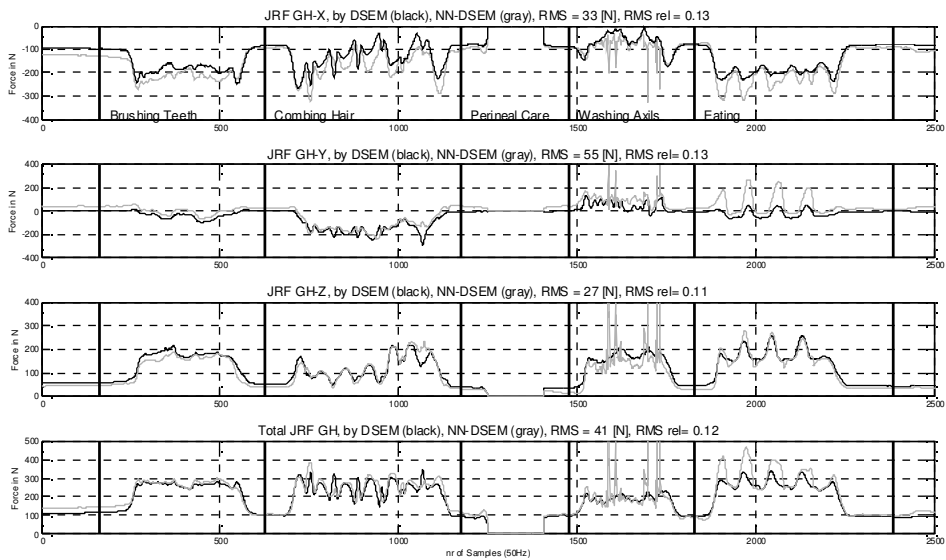 JRF GH-X, by DSEM (black), NN-DSEM (gray), RMS = 33 [N], RMS rel= 0.13
0
-100
-200
-300
-400
Force in N
Brushing Teeth Combing Hair Perineal Care Washing Axils Eating
0 500 1000 1500 2000 2500
JRF GH-Y, by DSEM (black), NN-DSEM (gray), RMS = 55 [N], RMS rel= 0.13
400
200
0
-200
-400
Force in N
0 500 1000 1500 2000 2500
JRF GH-Z, by DSEM (black), NN-DSEM (gray), RMS = 27 [N], RMS rel= 0.11
400
300
200
100
0
Force in N
0 500 1000 1500 2000 2500
Total JRF GH, by DSEM (black), NN-DSEM (gray), RMS = 41 [N], RMS rel= 0.12
500
400
300
200
100
0
Force in N
0 500 1000 1500 2000 2500
nr of Samples (50Hz)